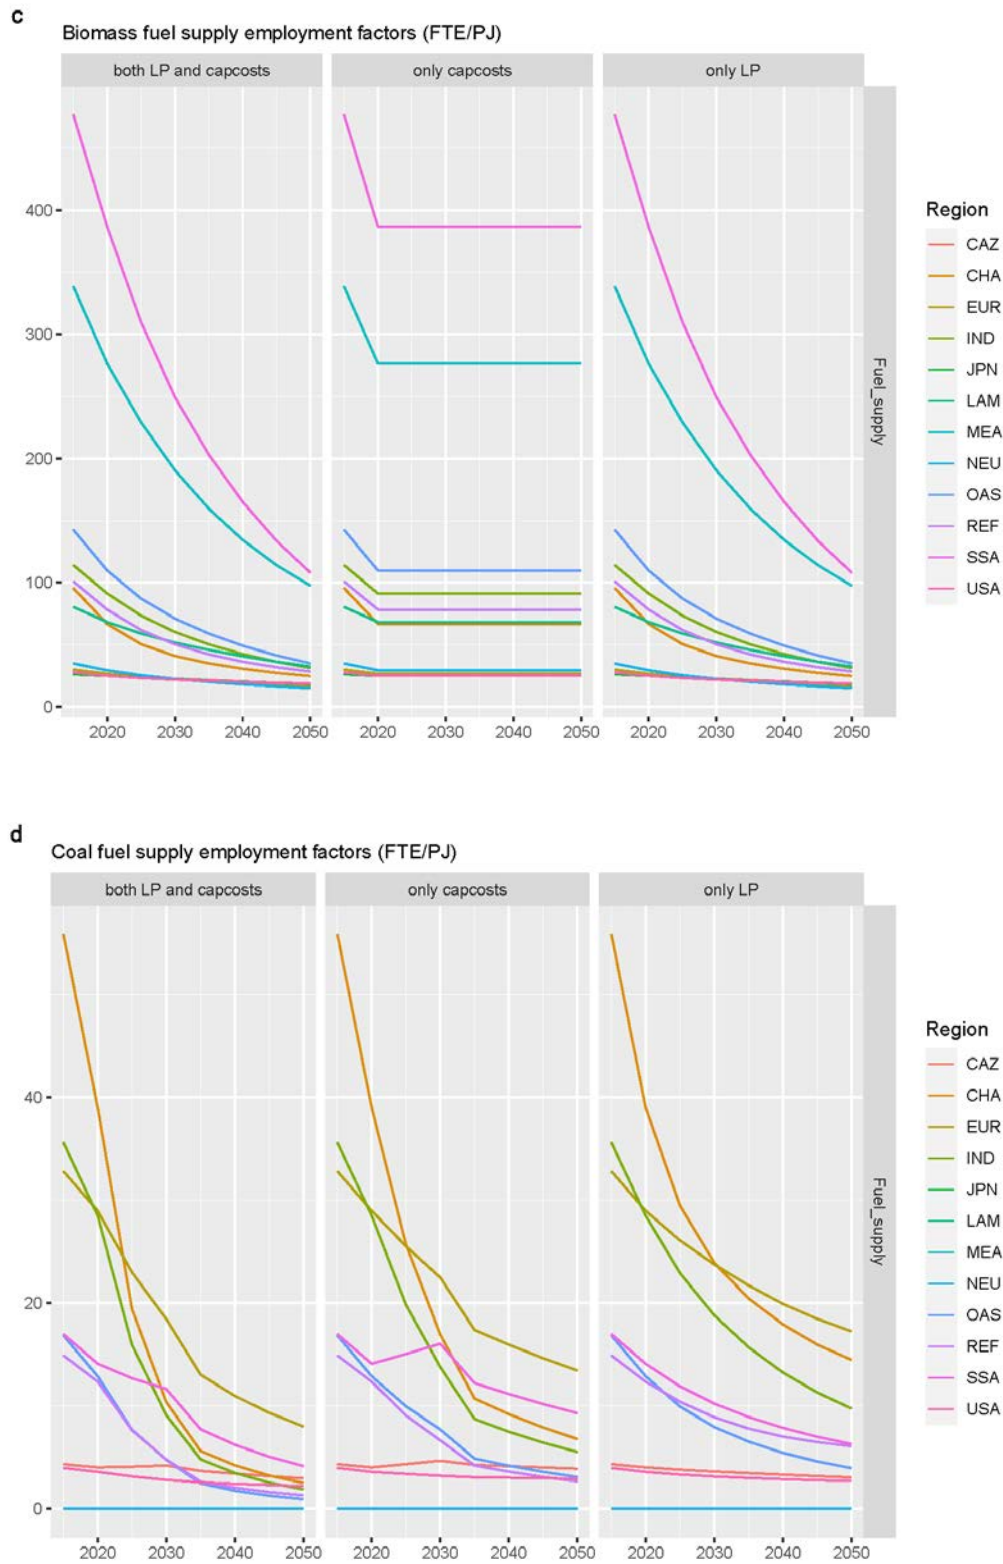 c
Biomass fuel supply employment factors (FTE/PJ)
both LP and capcosts
only capcosts
only LP
400
300
200
100
0
2020 2030 2040 2050
2020 2030 2040 2050
2020 2030 2040 2050
Fuel_supply
Region
CAZ
CHA
EUR
IND
JPN
LAM
MEA
NEU
OAS
REF
SSA
USA
d
Coal fuel supply employment factors (FTE/PJ)
both LP and capcosts
only capcosts
only LP
40
20
0
2020 2030 2040 2050
2020 2030 2040 2050
2020 2030 2040 2050
Fuel_supply
Region
CAZ
CHA
EUR
IND
JPN
LAM
MEA
NEU
OAS
REF
SSA
USA